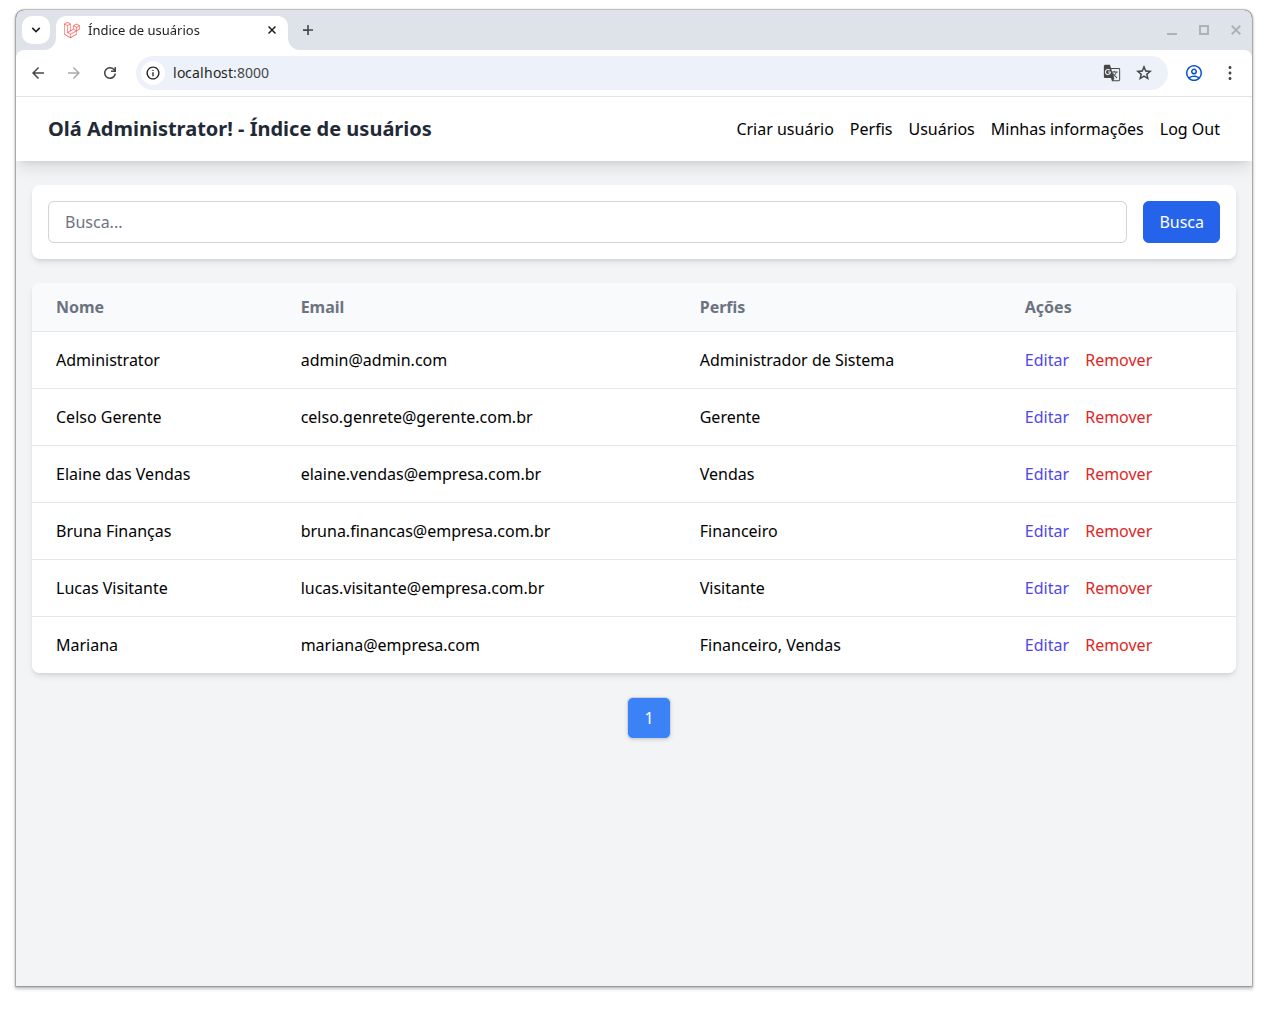 Índice de usuários
localhost:8000
Olá Administrator! - Índice de usuários Criar usuário Perfis Usuários Minhas informações Log Out
Busca... Busca
Nome Email Perfis Ações
Administrator admin@admin.com Administrador de Sistema Editar Remover
Celso Gerente celso.genrete@gerente.com.br Gerente Editar Remover
Elaine das Vendas elaine.vendas@empresa.com.br Vendas Editar Remover
Bruna Finanças bruna.financas@empresa.com.br Financeiro Editar Remover
Lucas Visitante lucas.visitante@empresa.com.br Visitante Editar Remover
Mariana mariana@empresa.com Financeiro, Vendas Editar Remover
1